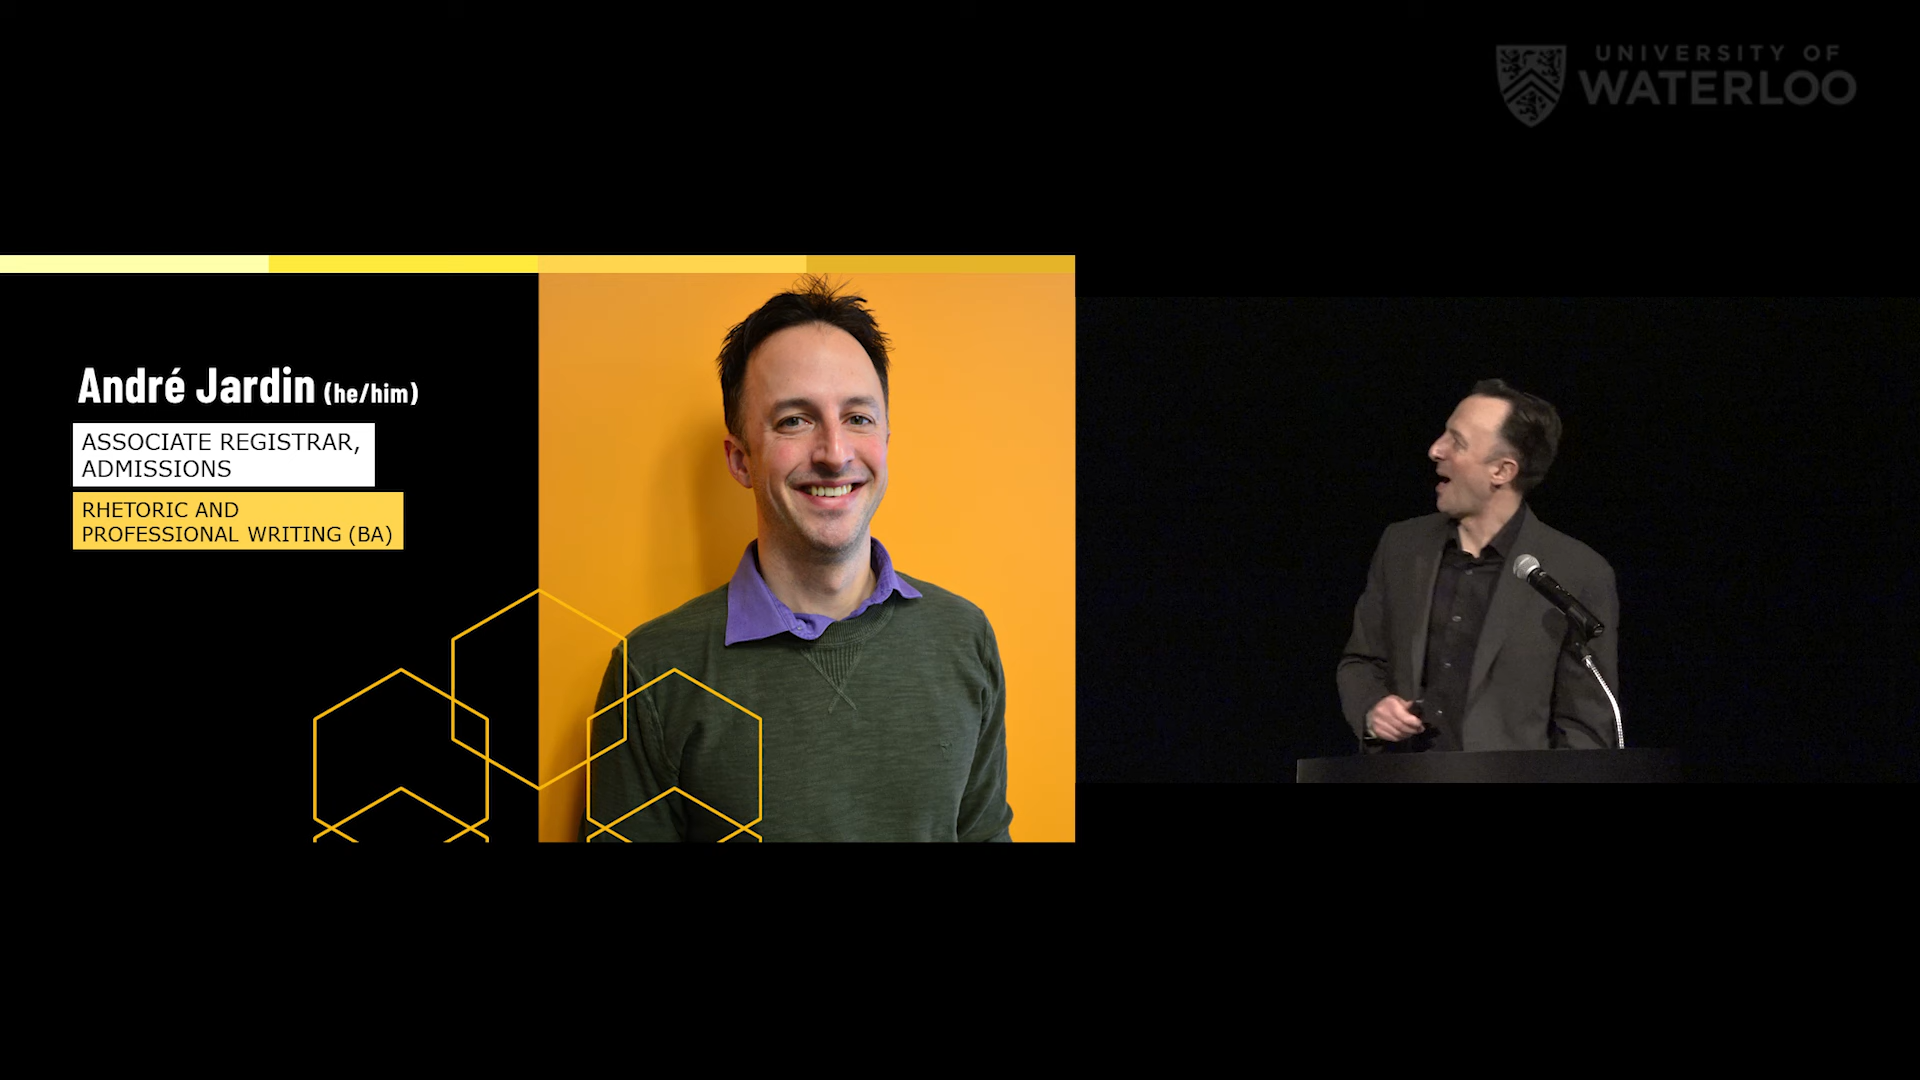 UNIVERSITY OF
WATERLOO
André Jardin (he/him)
ASSOCIATE REGISTRAR,
ADMISSIONS
RHETORIC AND
PROFESSIONAL WRITING (BA)